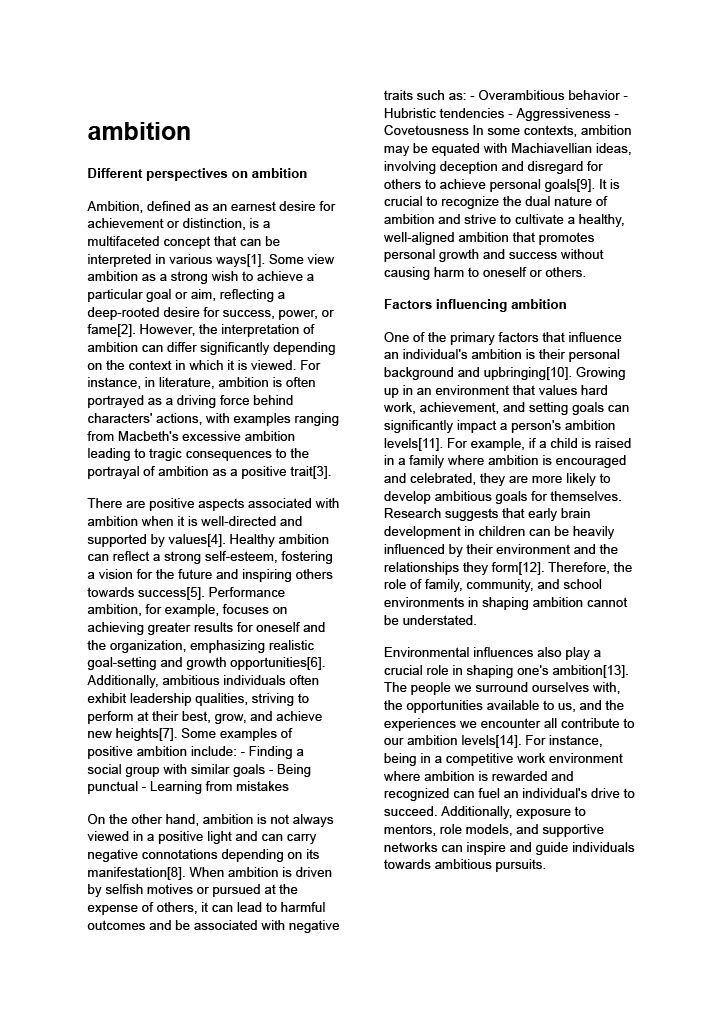 ambition
Different perspectives on ambition
Ambition, defined as an earnest desire for
achievement or distinction, is a
multifaceted concept that can be
interpreted in various ways[1]. Some view
ambition as a strong wish to achieve a
particular goal or aim, reflecting a
deep-rooted desire for success, power, or
fame[2]. However, the interpretation of
ambition can differ significantly depending
on the context in which it is viewed. For
instance, in literature, ambition is often
portrayed as a driving force behind
characters' actions, with examples ranging
from Macbeth's excessive ambition
leading to tragic consequences to the
portrayal of ambition as a positive trait[3].
There are positive aspects associated with
ambition when it is well-directed and
supported by values[4]. Healthy ambition
can reflect a strong self-esteem, fostering
a vision for the future and inspiring others
towards success[5]. Performance
ambition, for example, focuses on
achieving greater results for oneself and
the organization, emphasizing realistic
goal-setting and growth opportunities[6].
Additionally, ambitious individuals often
exhibit leadership qualities, striving to
perform at their best, grow, and achieve
new heights[7]. Some examples of
positive ambition include: - Finding a
social group with similar goals - Being
punctual - Learning from mistakes
On the other hand, ambition is not always
viewed in a positive light and can carry
negative connotations depending on its
manifestation[8]. When ambition is driven
by selfish motives or pursued at the
expense of others, it can lead to harmful
outcomes and be associated with negative
traits such as: - Overambitious behavior -
Hubristic tendencies - Aggressiveness -
Covetousness In some contexts, ambition
may be equated with Machiavellian ideas,
involving deception and disregard for
others to achieve personal goals[9]. It is
crucial to recognize the dual nature of
ambition and strive to cultivate a healthy,
well-aligned ambition that promotes
personal growth and success without
causing harm to oneself or others.
Factors influencing ambition
One of the primary factors that influence
an individual's ambition is their personal
background and upbringing[10]. Growing
up in an environment that values hard
work, achievement, and setting goals can
significantly impact a person's ambition
levels[11]. For example, if a child is raised
in a family where ambition is encouraged
and celebrated, they are more likely to
develop ambitious goals for themselves.
Research suggests that early brain
development in children can be heavily
influenced by their environment and the
relationships they form[12]. Therefore, the
role of family, community, and school
environments in shaping ambition cannot
be understated.
Environmental influences also play a
crucial role in shaping one's ambition[13].
The people we surround ourselves with,
the opportunities available to us, and the
experiences we encounter all contribute to
our ambition levels[14]. For instance,
being in a competitive work environment
where ambition is rewarded and
recognized can fuel an individual's drive to
succeed. Additionally, exposure to
mentors, role models, and supportive
networks can inspire and guide individuals
towards ambitious pursuits.